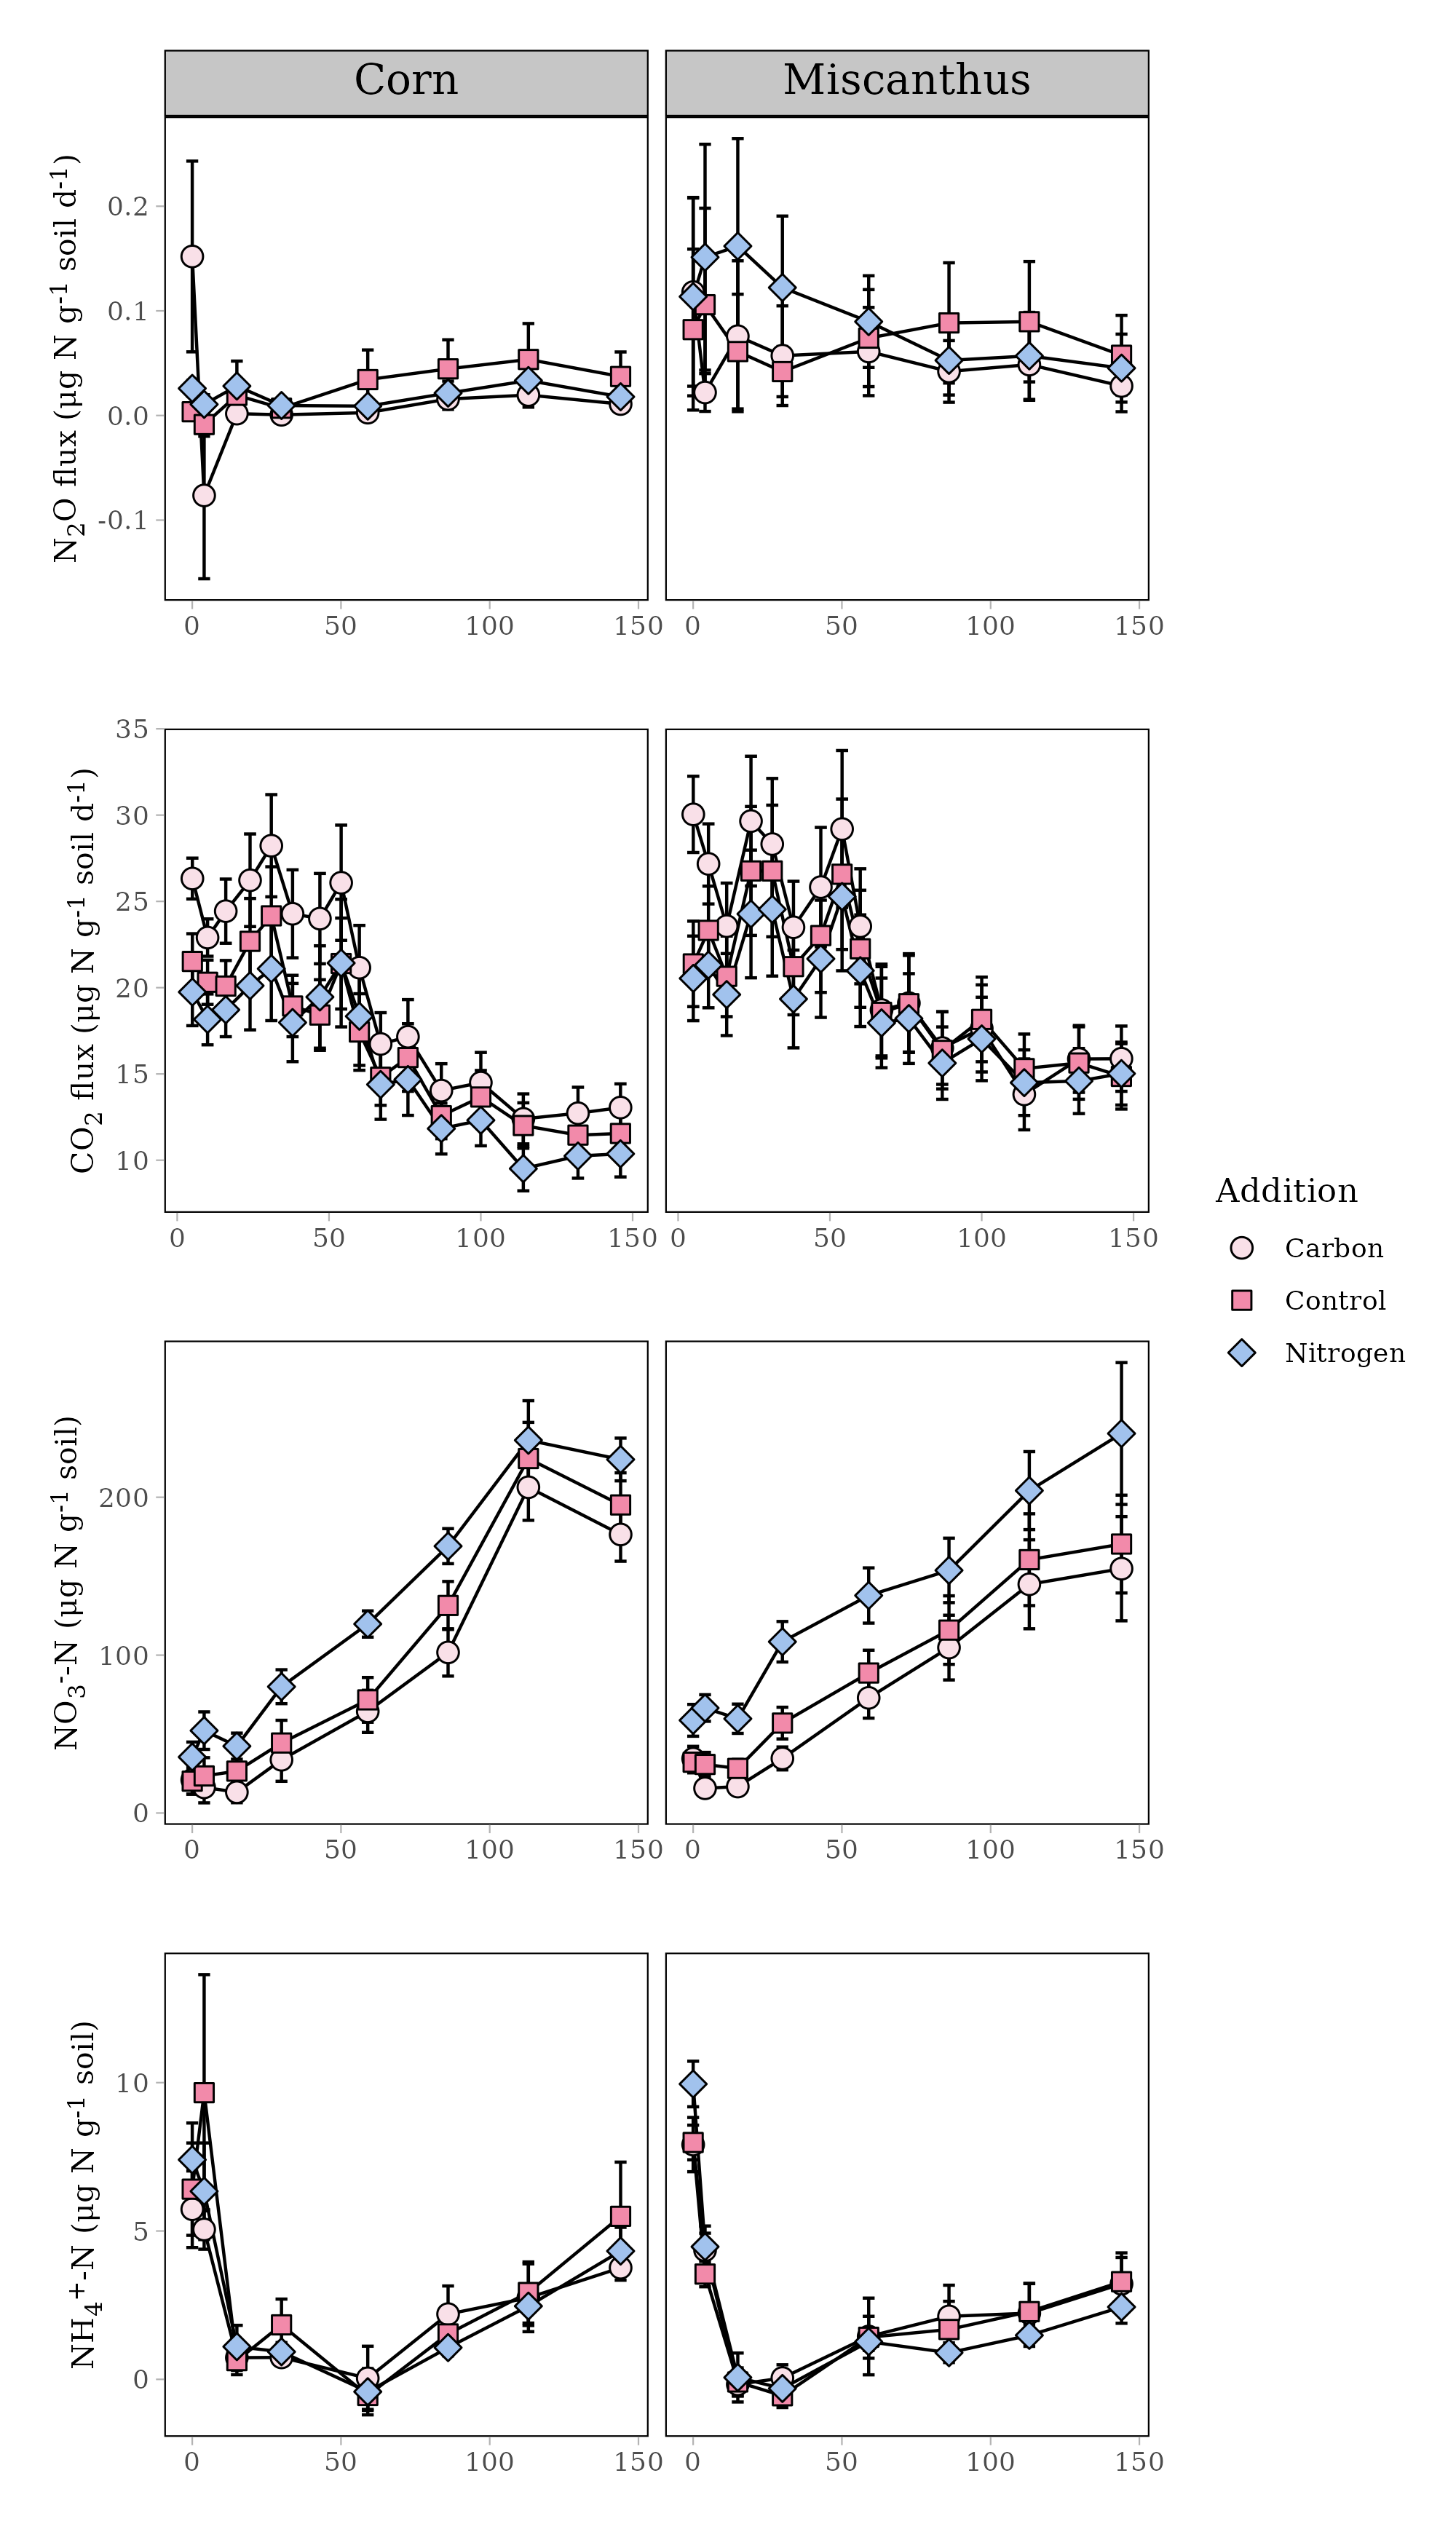 Corn Miscanthus
N₂O flux (µg N g⁻¹ soil d⁻¹)
0.2
0.1
0.0
-0.1
0 50 100 150 0 50 100 150
CO₂ flux (µg N g⁻¹ soil d⁻¹)
35
30
25
20
15
10
0 50 100 150 0 50 100 150
Addition
Carbon
Control
Nitrogen
NO₃⁻-N (µg N g⁻¹ soil)
200
100
0
0 50 100 150 0 50 100 150
NH₄⁺-N (µg N g⁻¹ soil)
10
5
0
0 50 100 150 0 50 100 150